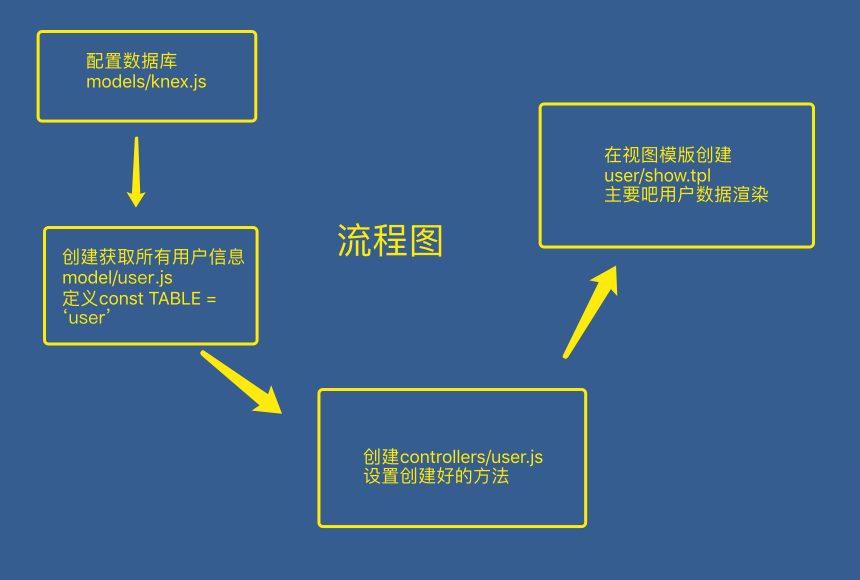 配置数据库
models/knex.js
创建获取所有用户信息
model/user.js
定义const TABLE =
‘user’
流程图
创建controllers/user.js
设置创建好的方法
在视图模版创建
user/show.tpl
主要吧用户数据渲染